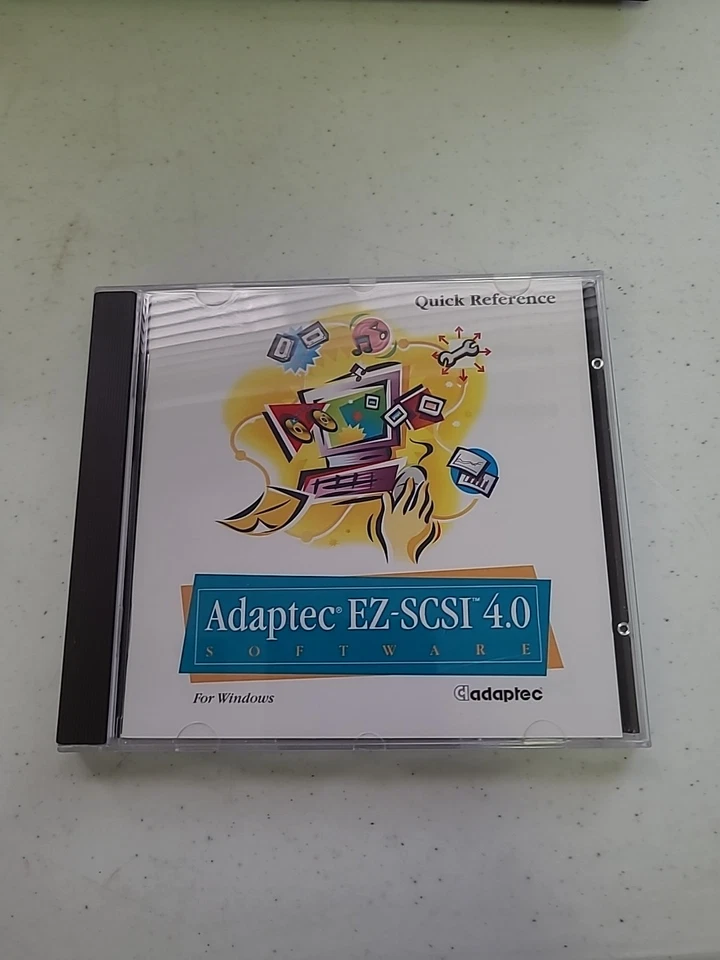 Quick Reference
Adaptec® EZ-SCSI™ 4.0
SOFTWARE
For Windows
adaptec